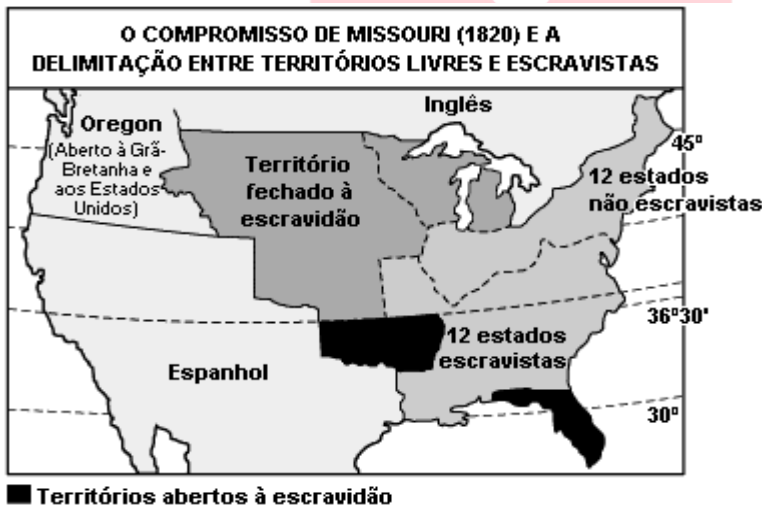 O COMPROMISSO DE MISSOURI (1820) E A
DELIMITAÇÃO ENTRE TERRITÓRIOS LIVRES E ESCRAVISTAS
Inglês
Oregon
(Aberto à Grã-
Bretanha e
aos Estados
Unidos)
Território
fechado à
escravidão
45º
12 estados
não escravistas
36º30'
12 estados
escravistas
Espanhol
30º
Territórios abertos à escravidão